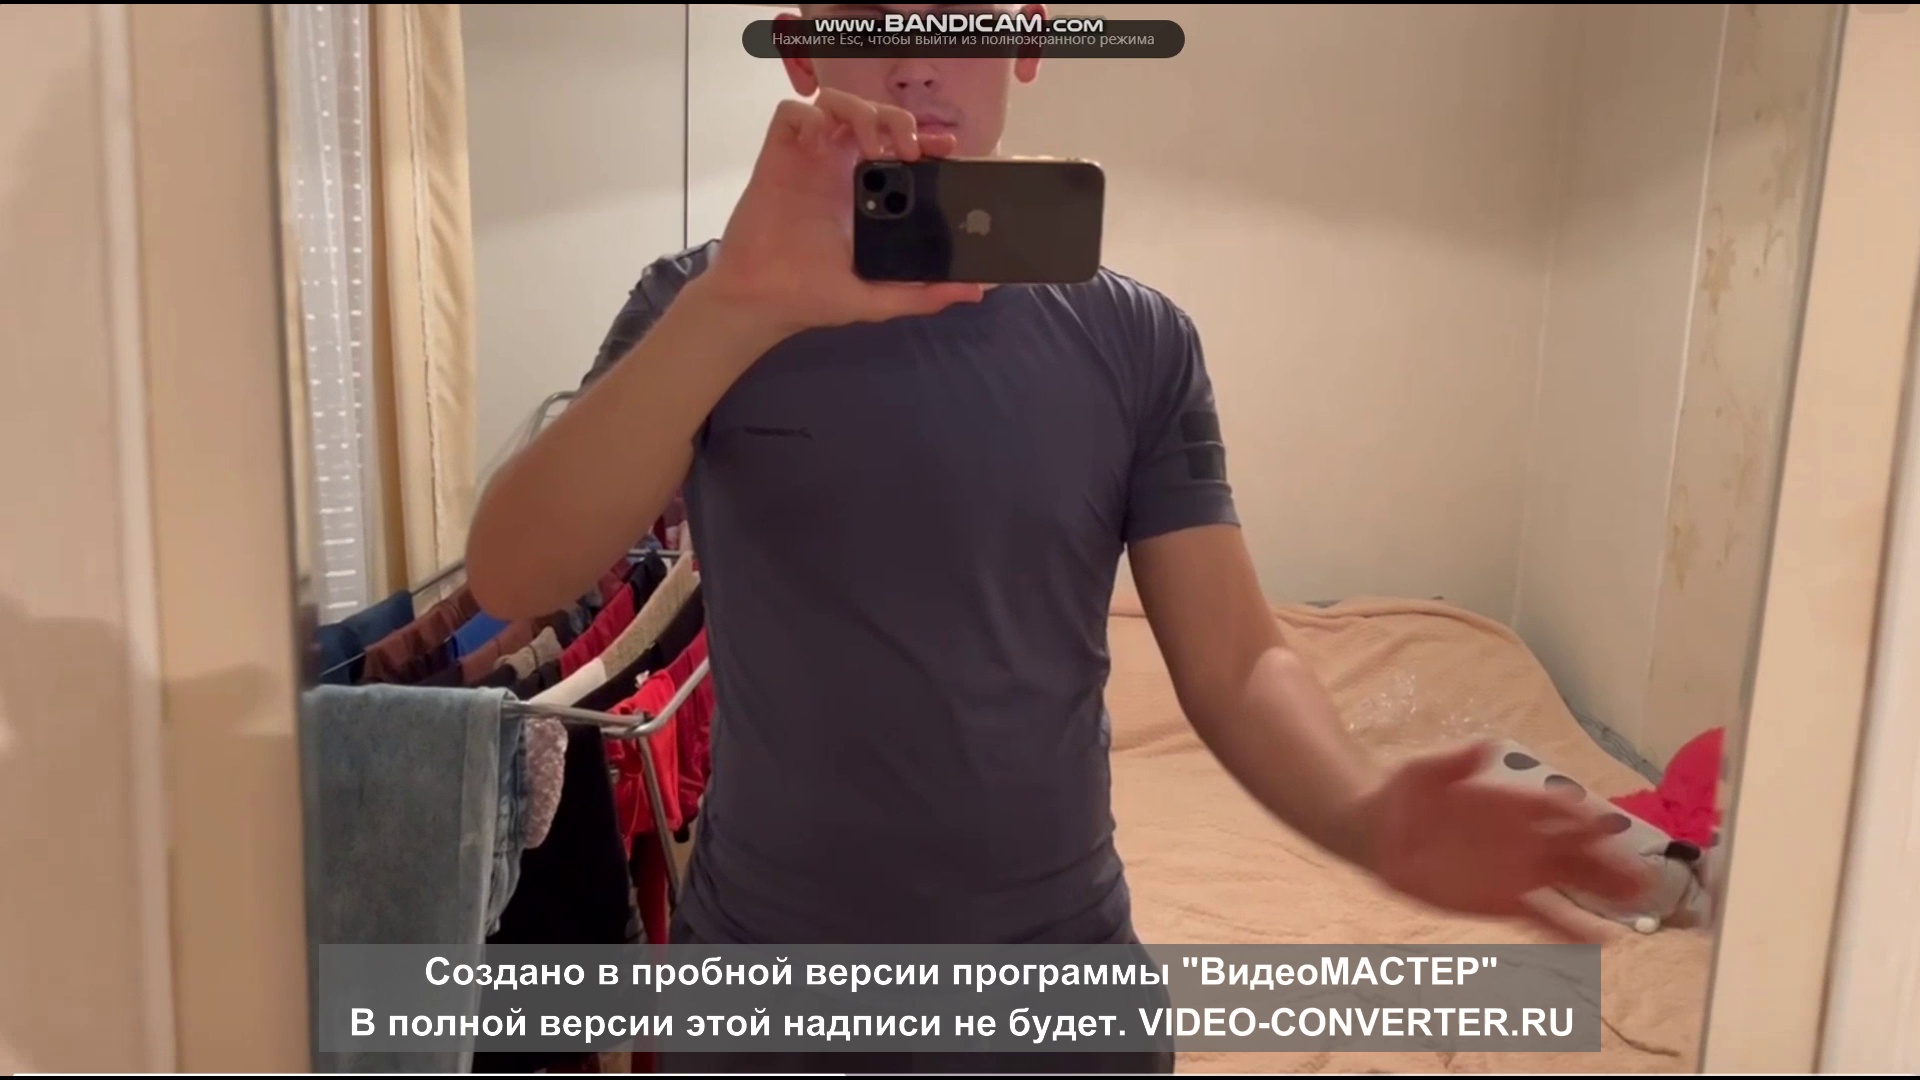 www.BANDICAM.com
Нажмите Esc, чтобы выйти из полноэкранного режима
Создано в пробной версии программы "ВидеоМАСТЕР"
В полной версии этой надписи не будет. VIDEO-CONVERTER.RU